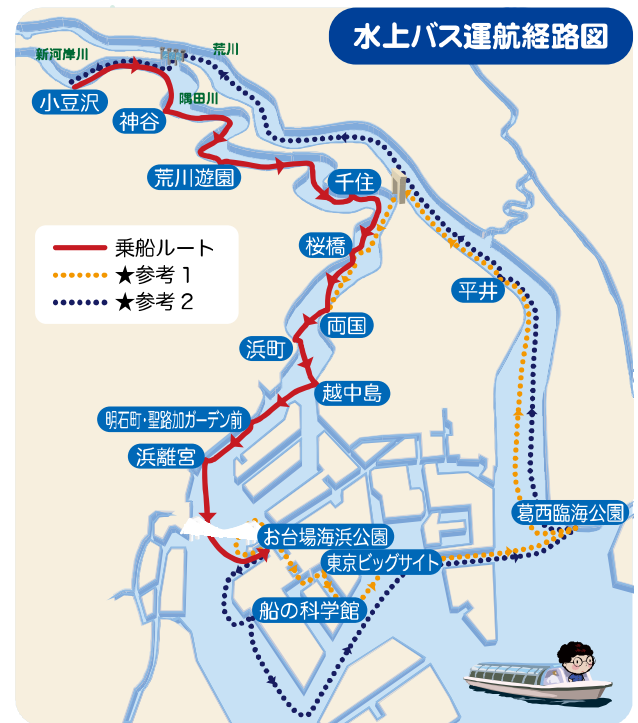 水上バス運航経路図
新河岸川
荒川
小豆沢
隅田川
神谷
荒川遊園
千住
乗船ルート
★参考1
★参考2
桜橋
平井
両国
浜町
越中島
明石町・聖路加ガーデン前
浜離宮
葛西臨海公園
お台場海浜公園
東京ビッグサイト
船の科学館